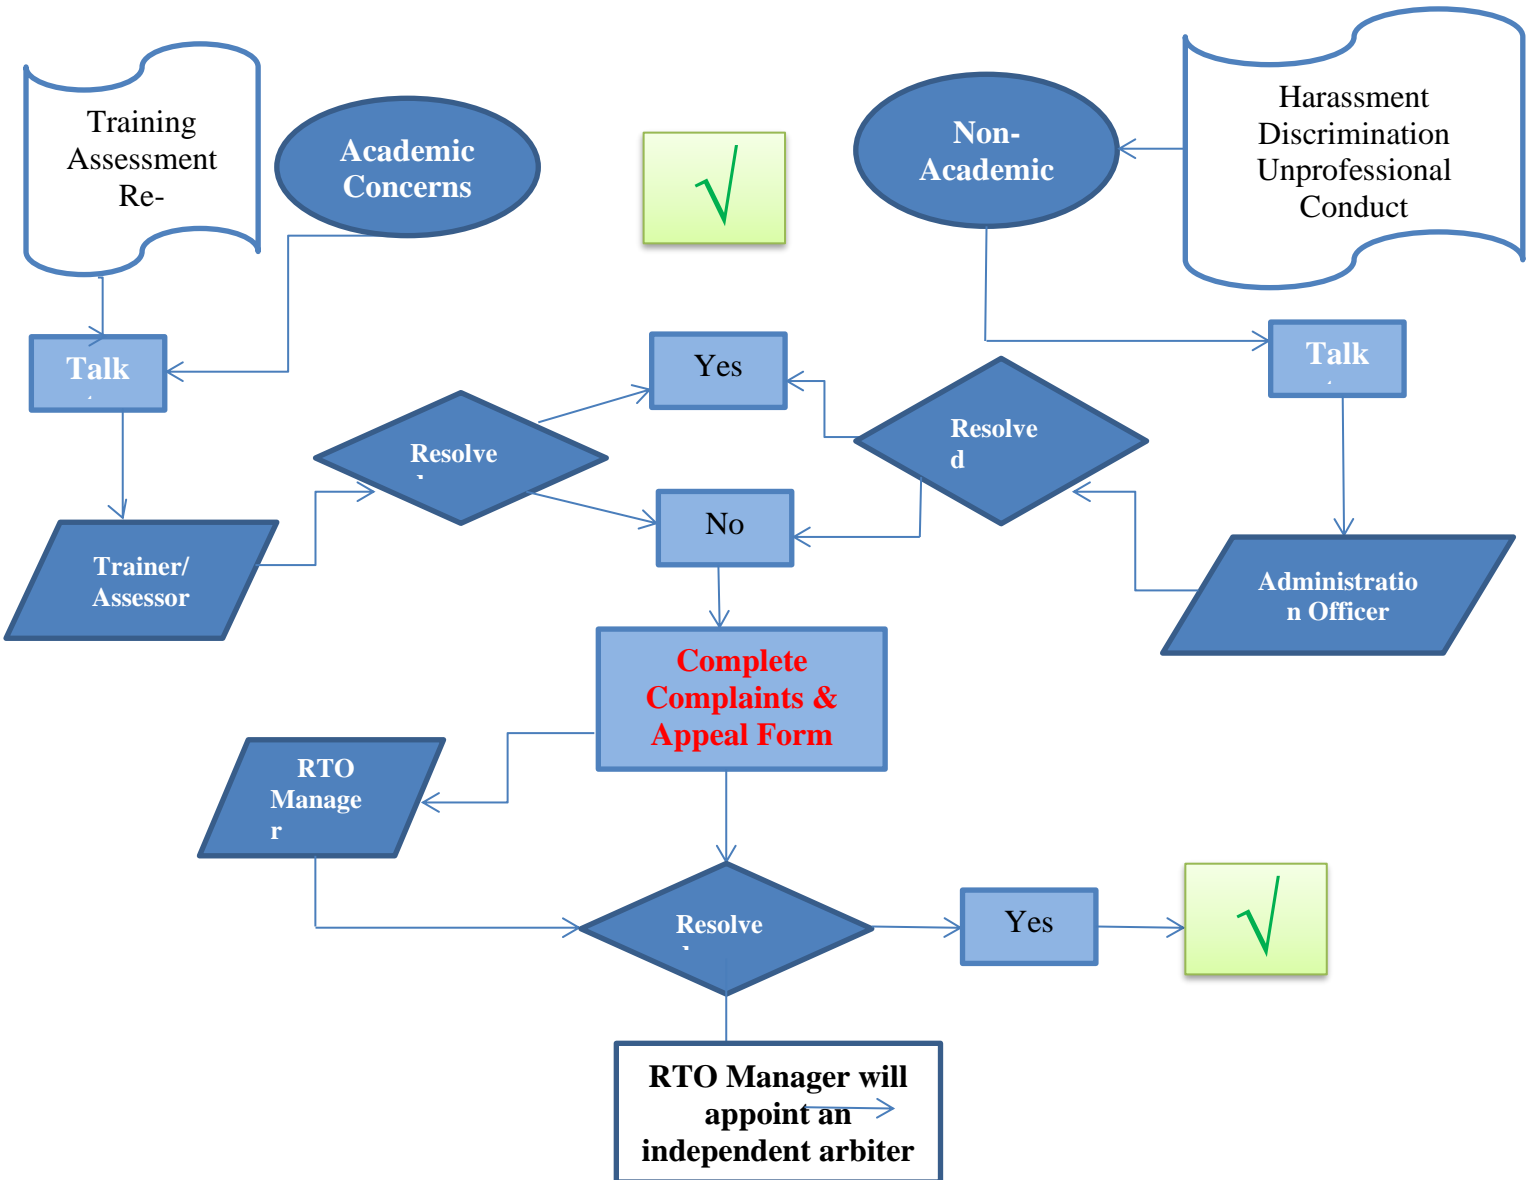 Training
Assessment
Re-
Academic
Concerns
√
Non-
Academic
Harassment
Discrimination
Unprofessional
Conduct
Talk
Yes
Talk
Resolve
Resolve
d
No
Trainer/
Assessor
Administratio
n Officer
Complete
Complaints &
Appeal Form
RTO
Manage
r
Resolve
Yes
√
RTO Manager will
appoint an
independent arbiter